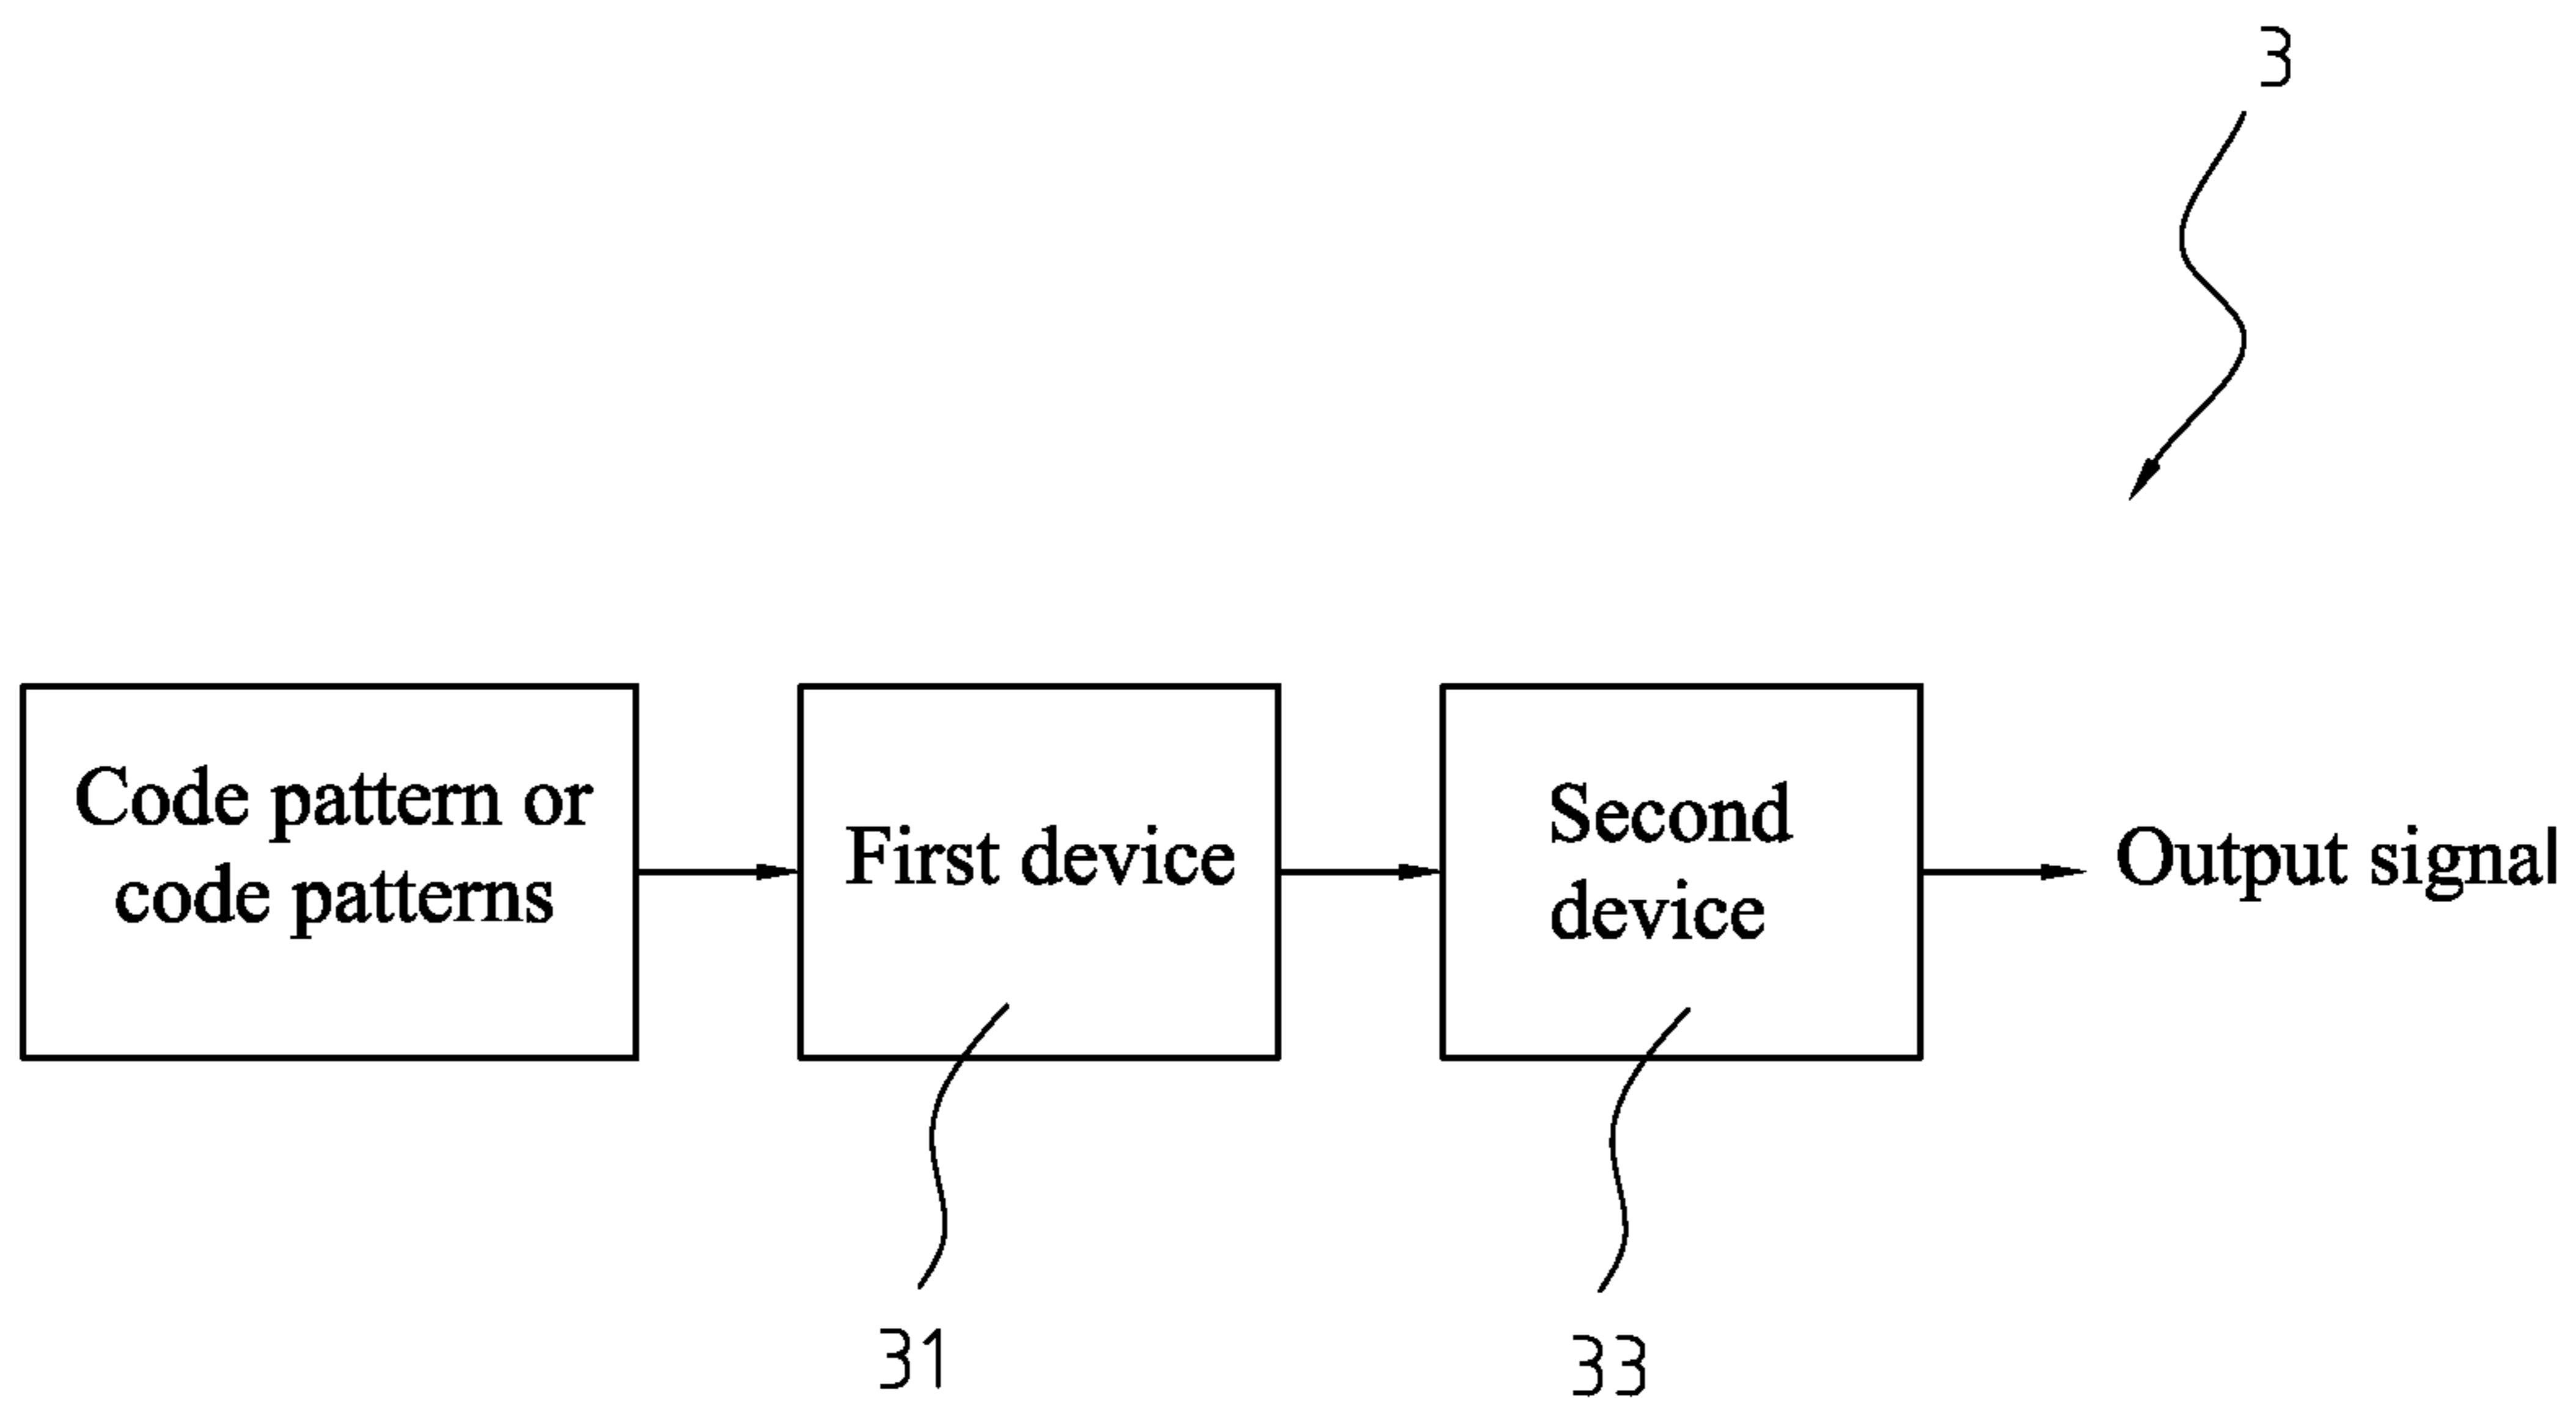 3
Code pattern or
code patterns
First device
Second
device
Output signal
31
33